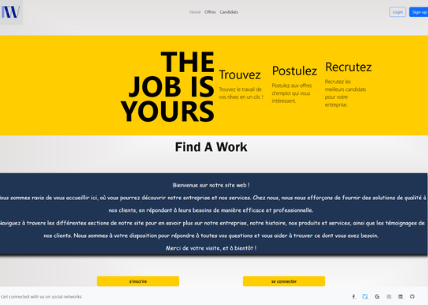 Home Offres Candidats
Login Sign-up
THE
JOB IS
YOURS
Trouvez
Trouvez le travail de
vos rêves en un clic !
Postulez
Postulez aux offres
d'emploi qui vous
intéressent.
Recrutez
Recrutez les
meilleurs candidats
pour votre
entreprise.
Find A Work
Bienvenue sur notre site web !
ous sommes ravis de vous accueillir ici, où vous pourrez découvrir notre entreprise et nos services. Chez nous, nous nous efforçons de fournir des solutions de qualité à
nos clients, en répondant à leurs besoins de manière efficace et professionnelle.
Naviguez à travers les différentes sections de notre site pour en savoir plus sur notre entreprise, notre histoire, nos produits et services, ainsi que les témoignages de
nos clients. Nous sommes à votre disposition pour répondre à toutes vos questions et vous aider à trouver ce dont vous avez besoin.
Merci de votre visite, et à bientôt !
s'inscrire
se connecter
Get connected with us on social networks